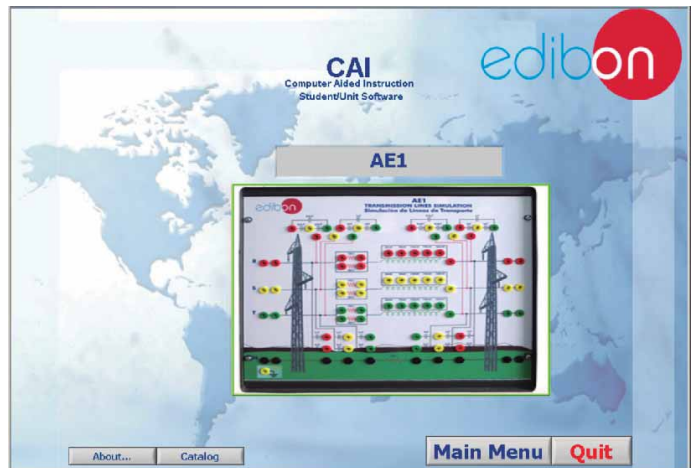 edibon
CAI
Computer Aided Instruction
Student/Unit Software
AE1
edibon
AE1
TRANSMISSION LINES SIMULATION
Simulación de Líneas de Transporte
About...
Catalog
Main Menu
Quit